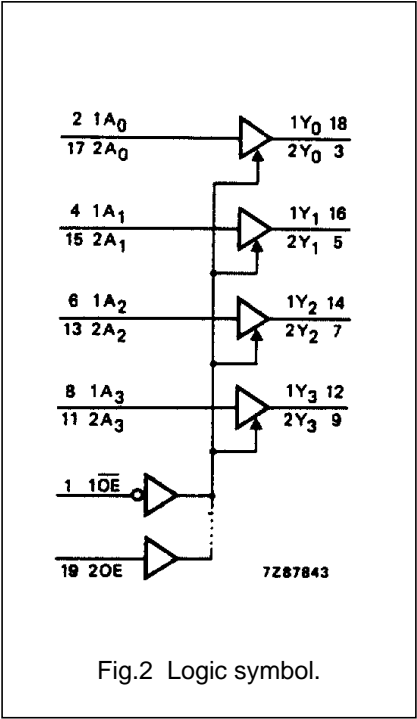 2 1A0 1Y0 18
17 2A0 2Y0 3
4 1A1 1Y1 16
15 2A1 2Y1 5
6 1A2 1Y2 14
13 2A2 2Y2 7
8 1A3 1Y3 12
11 2A3 2Y3 9
1 1O̅E̅
19 2OE
7Z87843
Fig.2 Logic symbol.